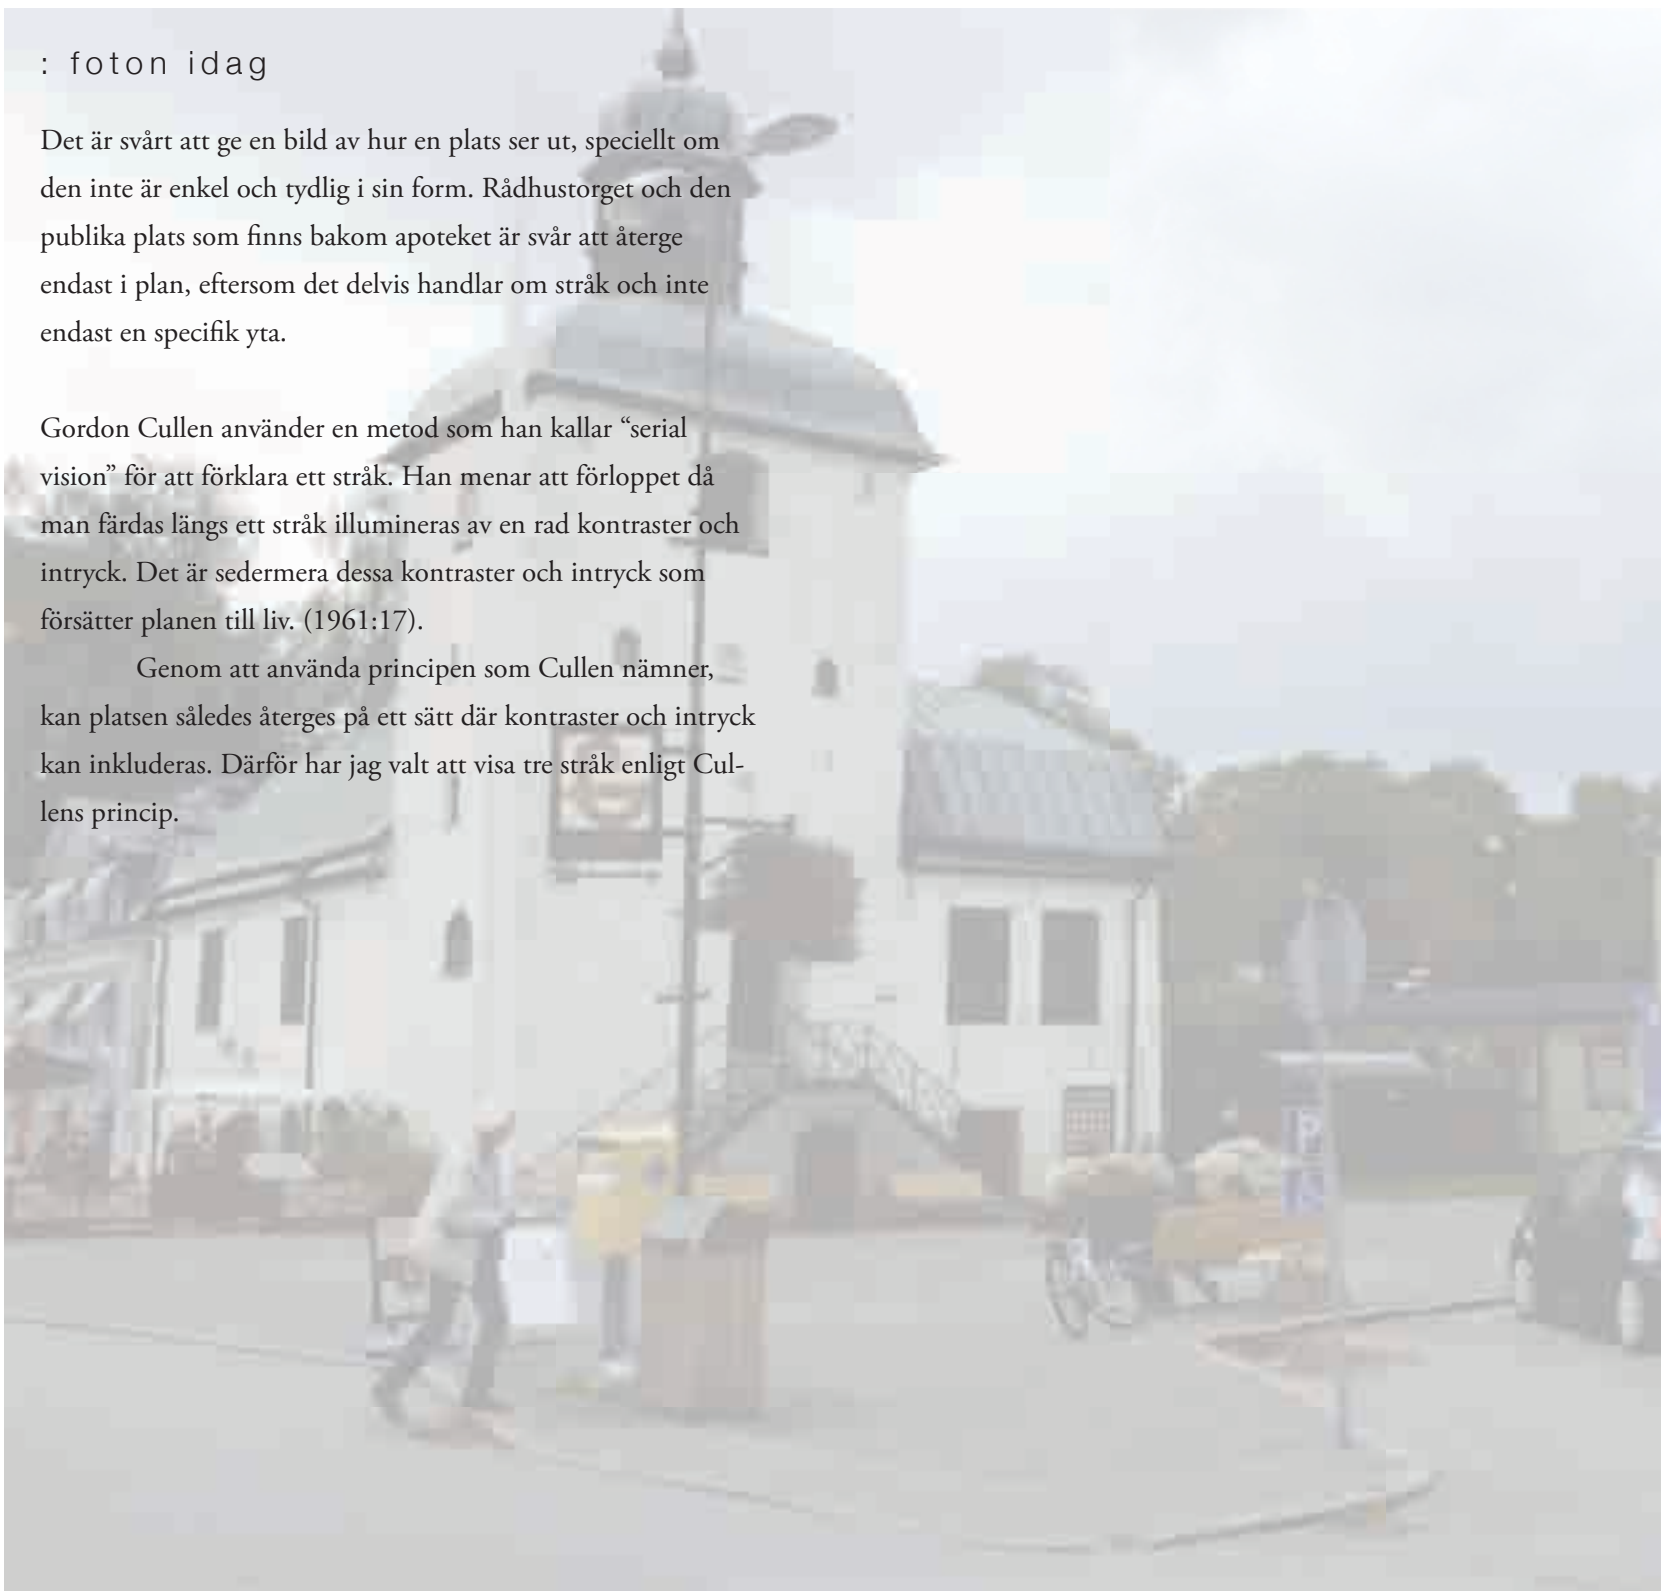 : foton idag
Det är svårt att ge en bild av hur en plats ser ut, speciellt om
den inte är enkel och tydlig i sin form. Rådhustorget och den
publika plats som finns bakom apoteket är svår att återge
endast i plan, eftersom det delvis handlar om stråk och inte
endast en specifik yta.
Gordon Cullen använder en metod som han kallar “serial
vision” för att förklara ett stråk. Han menar att förloppet då
man färdas längs ett stråk illumineras av en rad kontraster och
intryck. Det är sedermera dessa kontraster och intryck som
försätter planen till liv. (1961:17).
Genom att använda principen som Cullen nämner,
kan platsen således återges på ett sätt där kontraster och intryck
kan inkluderas. Därför har jag valt att visa tre stråk enligt Cul-
lens princip.
P